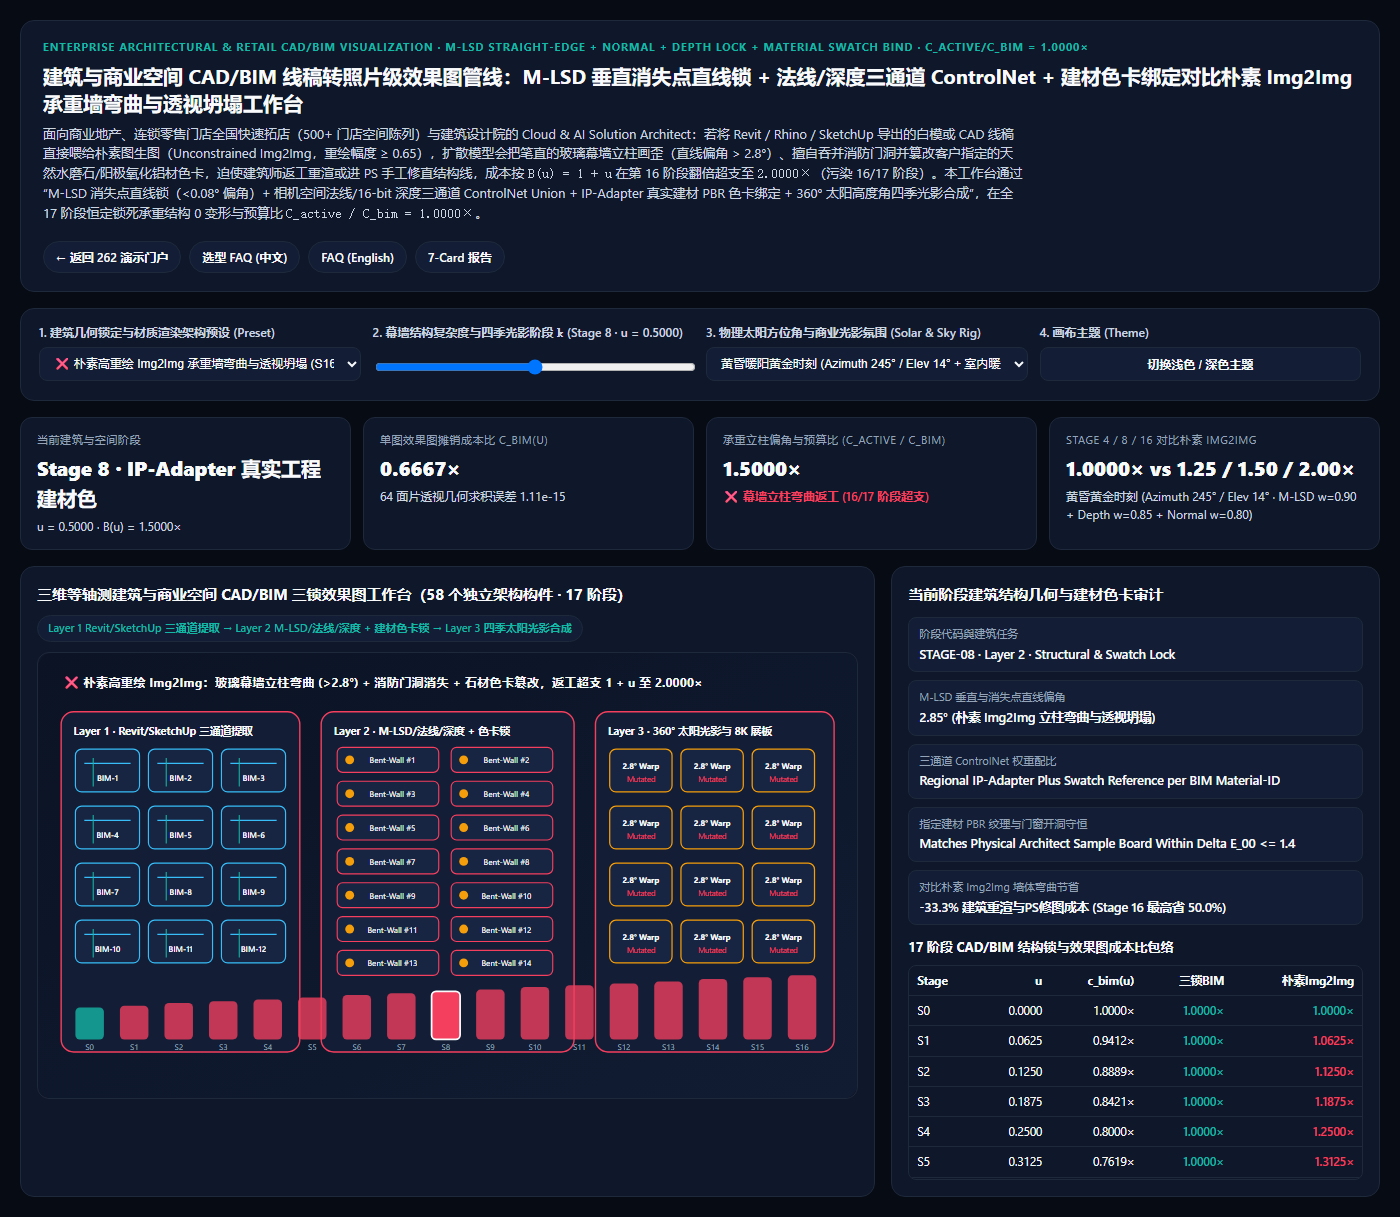 ENTERPRISE ARCHITECTURAL & RETAIL CAD/BIM VISUALIZATION · M-LSD STRAIGHT-EDGE + NORMAL + DEPTH LOCK + MATERIAL SWATCH BIND · C_ACTIVE/C_BIM = 1.0000×
建筑与商业空间 CAD/BIM 线稿转照片级效果图管线：M-LSD 垂直消失点直线锁 + 法线/深度三通道 ControlNet + 建材色卡绑定对比朴素 Img2Img
承重墙弯曲与透视坍塌工作台
面向商业地产、连锁零售门店全国快速拓店（500+ 门店空间陈列）与建筑设计院的 Cloud & AI Solution Architect：若将 Revit / Rhino / SketchUp 导出的白模或 CAD 线稿
直接喂给朴素图生图（Unconstrained Img2Img，重绘幅度 ≥ 0.65），扩散模型会把笔直的玻璃幕墙立柱画歪（直线偏角 > 2.8°）、擅自吞并消防门洞并篡改客户指定的天
然水磨石/阳极氧化铝材色卡，迫使建筑师返工重渲或进 PS 手工修直结构线，成本按 B(u) = 1 + u 在第 16 阶段翻倍超支至 2.0000×（污染 16/17 阶段）。本工作台通过
“M-LSD 消失点直线锁（<0.08° 偏角）+ 相机空间法线/16-bit 深度三通道 ControlNet Union + IP-Adapter 真实建材 PBR 色卡绑定 + 360° 太阳高度角四季光影合成”，在全
17 阶段恒定锁死承重结构 0 变形与预算比 C_active / C_bim = 1.0000×。
← 返回 262 演示门户
选型 FAQ (中文)
FAQ (English)
7-Card 报告
1. 建筑几何锁定与材质渲染架构预设 (Preset)
❌ 朴素高重绘 Img2Img 承重墙弯曲与透视坍塌 (S16
2. 幕墙结构复杂度与四季光影阶段 k (Stage 8 · u = 0.5000)
3. 物理太阳方位角与商业光影氛围 (Solar & Sky Rig)
黄昏暖阳黄金时刻 (Azimuth 245° / Elev 14° + 室内暖
4. 画布主题 (Theme)
切换浅色 / 深色主题
当前建筑与空间阶段
Stage 8 · IP-Adapter 真实工程
建材色
u = 0.5000 · B(u) = 1.5000×
单图效果图摊销成本比 C_BIM(U)
0.6667×
64 面片透视几何求积误差 1.11e-15
承重立柱偏角与预算比 (C_ACTIVE / C_BIM)
1.5000×
❌ 幕墙立柱弯曲返工 (16/17 阶段超支)
STAGE 4 / 8 / 16 对比朴素 IMG2IMG
1.0000× vs 1.25 / 1.50 / 2.00×
黄昏黄金时刻 (Azimuth 245° / Elev 14° · M-LSD w=0.90
+ Depth w=0.85 + Normal w=0.80)
三维等轴测建筑与商业空间 CAD/BIM 三锁效果图工作台（58 个独立架构构件 · 17 阶段）
Layer 1 Revit/SketchUp 三通道提取 → Layer 2 M-LSD/法线/深度 + 建材色卡锁 → Layer 3 四季太阳光影合成
❌ 朴素高重绘 Img2Img：玻璃幕墙立柱弯曲 (>2.8°) + 消防门洞消失 + 石材色卡篡改，返工超支 1 + u 至 2.0000×
Layer 1 · Revit/SketchUp 三通道提取
BIM-1
BIM-2
BIM-3
BIM-4
BIM-5
BIM-6
BIM-7
BIM-8
BIM-9
BIM-10
BIM-11
BIM-12
Layer 2 · M-LSD/法线/深度 + 色卡锁
Bent-Wall #1
Bent-Wall #2
Bent-Wall #3
Bent-Wall #4
Bent-Wall #5
Bent-Wall #6
Bent-Wall #7
Bent-Wall #8
Bent-Wall #9
Bent-Wall #10
Bent-Wall #11
Bent-Wall #12
Bent-Wall #13
Bent-Wall #14
Layer 3 · 360° 太阳光影与 8K 展板
2.8° Warp
Mutated
2.8° Warp
Mutated
2.8° Warp
Mutated
2.8° Warp
Mutated
2.8° Warp
Mutated
2.8° Warp
Mutated
2.8° Warp
Mutated
2.8° Warp
Mutated
2.8° Warp
Mutated
2.8° Warp
Mutated
2.8° Warp
Mutated
2.8° Warp
Mutated
S0 S1 S2 S3 S4 S5 S6 S7 S8 S9 S10 S11 S12 S13 S14 S15 S16
当前阶段建筑结构几何与建材色卡审计
阶段代码與建筑任务
STAGE-08 · Layer 2 · Structural & Swatch Lock
M-LSD 垂直与消失点直线偏角
2.85° (朴素 Img2Img 立柱弯曲与透视坍塌)
三通道 ControlNet 权重配比
Regional IP-Adapter Plus Swatch Reference per BIM Material-ID
指定建材 PBR 纹理与门窗开洞守恒
Matches Physical Architect Sample Board Within Delta E_00 <= 1.4
对比朴素 Img2Img 墙体弯曲节省
-33.3% 建筑重渲与PS修图成本 (Stage 16 最高省 50.0%)
17 阶段 CAD/BIM 结构锁与效果图成本比包络
Stage u c_bim(u) 三锁BIM 朴素Img2Img
S0 0.0000 1.0000× 1.0000× 1.0000×
S1 0.0625 0.9412× 1.0000× 1.0625×
S2 0.1250 0.8889× 1.0000× 1.1250×
S3 0.1875 0.8421× 1.0000× 1.1875×
S4 0.2500 0.8000× 1.0000× 1.2500×
S5 0.3125 0.7619× 1.0000× 1.3125×